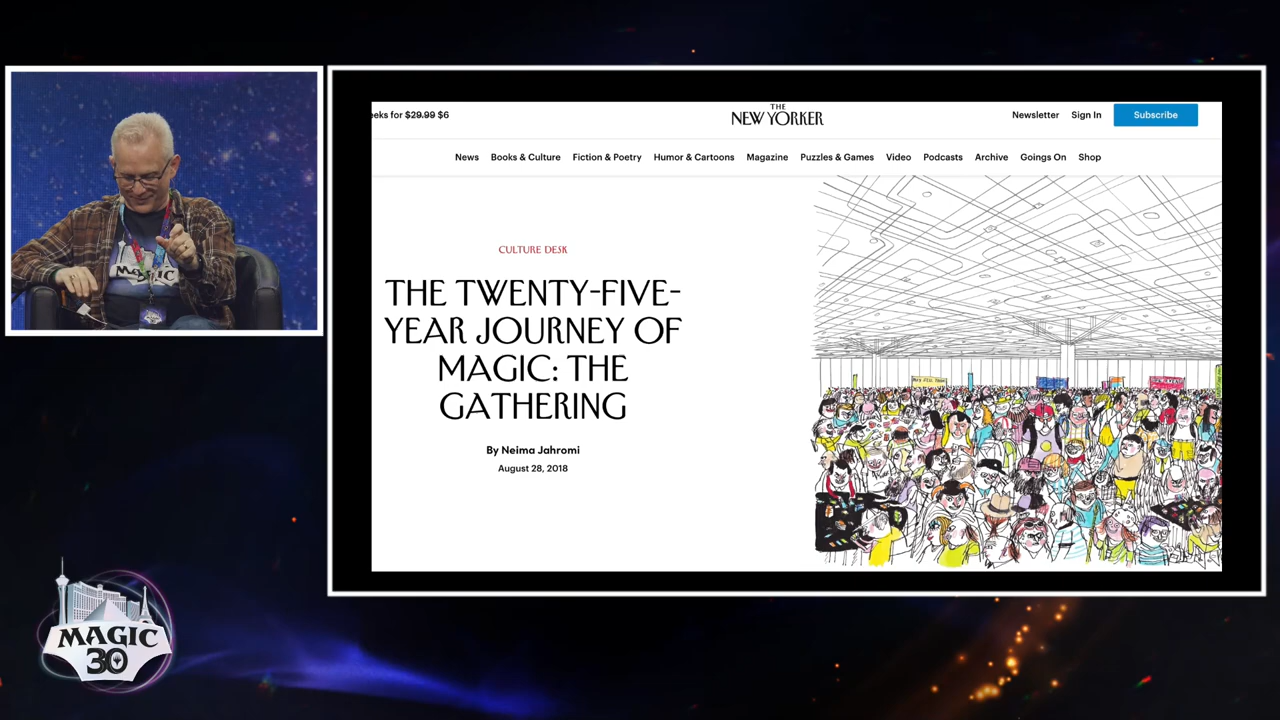 eeks for $29.99 $6
THE
NEW YORKER
Newsletter Sign In Subscribe
News Books & Culture Fiction & Poetry Humor & Cartoons Magazine Puzzles & Games Video Podcasts Archive Goings On Shop
CULTURE DESK
THE TWENTY-FIVE-
YEAR JOURNEY OF
MAGIC: THE
GATHERING
By Neima Jahromi
August 28, 2018
MAGIC
MAGIC
30